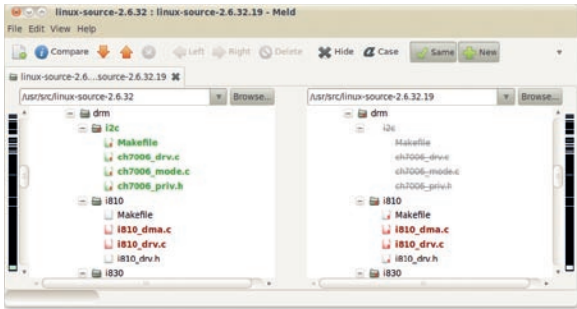 linux-source-2.6.32 : linux-source-2.6.32.19 - Meld
File Edit View Help
Compare Left Right Delete Hide Case Same New
linux-source-2.6....source-2.6.32.19
/usr/src/linux-source-2.6.32 Browse... /usr/src/linux-source-2.6.32.19 Browse...
drm drm
i2c i2c
Makefile Makefile
ch7006_drv.c ch7006_drv.c
ch7006_mode.c ch7006_mode.c
ch7006_priv.h ch7006_priv.h
i810 i810
Makefile Makefile
i810_dma.c i810_dma.c
i810_drv.c i810_drv.c
i810_drv.h i810_drv.h
i830 i830